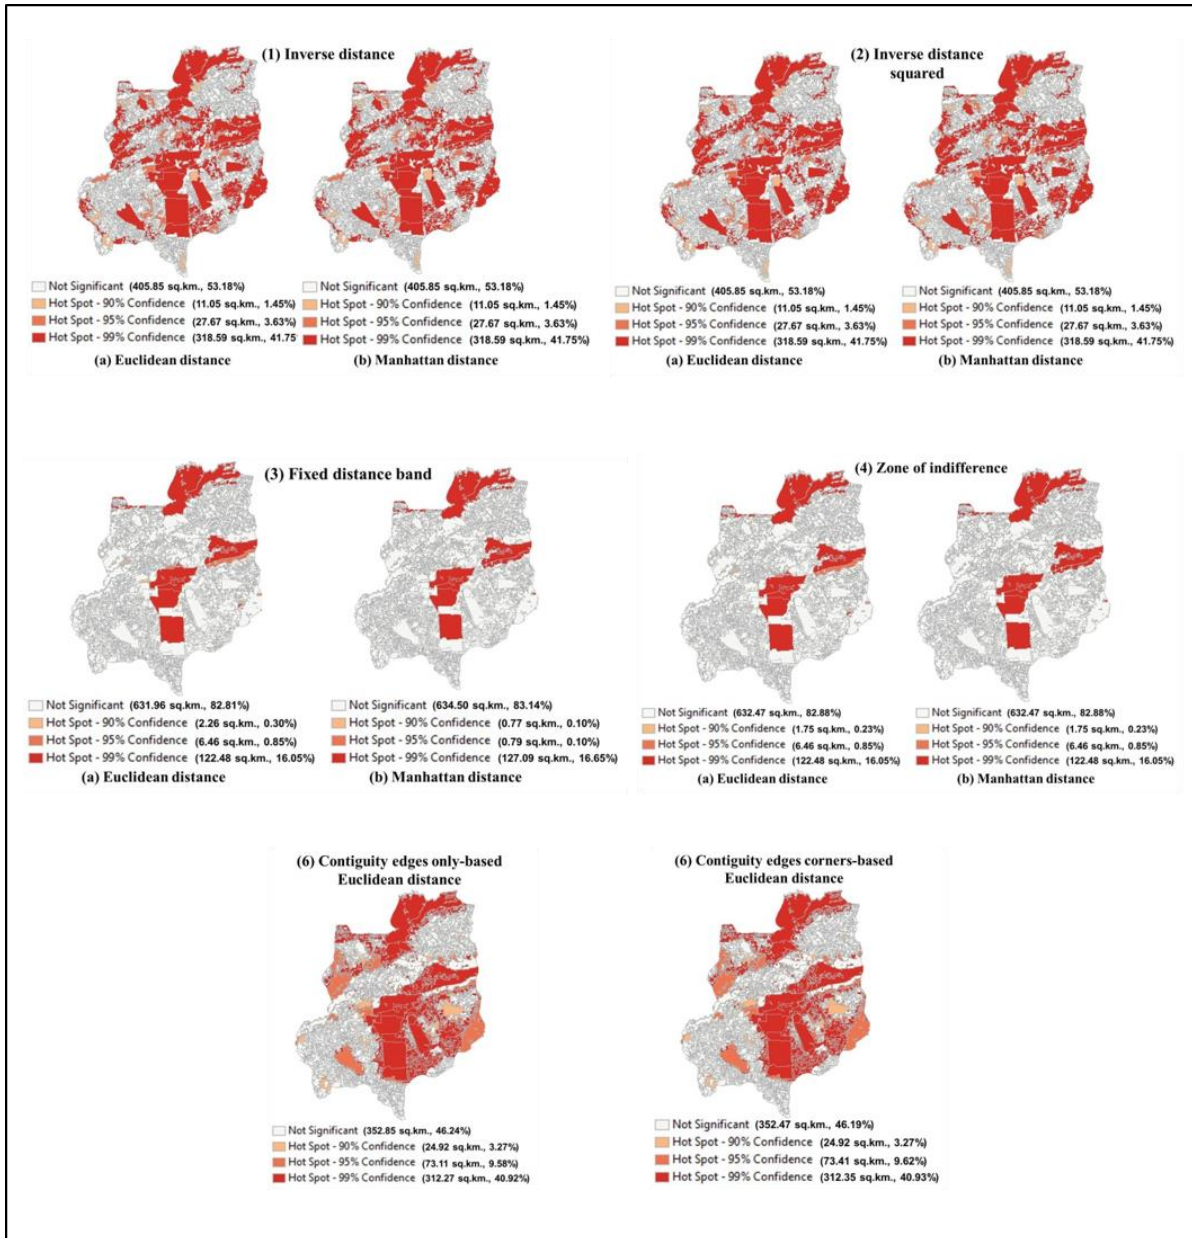 (1) Inverse distance
Not Significant (405.85 sq.km., 53.18%)
Hot Spot - 90% Confidence (11.05 sq.km., 1.45%)
Hot Spot - 95% Confidence (27.67 sq.km., 3.63%)
Hot Spot - 99% Confidence (318.59 sq.km., 41.75
(a) Euclidean distance
Not Significant (405.85 sq.km., 53.18%)
Hot Spot - 90% Confidence (11.05 sq.km., 1.45%)
Hot Spot - 95% Confidence (27.67 sq.km., 3.63%)
Hot Spot - 99% Confidence (318.59 sq.km., 41.75%)
(b) Manhattan distance
(2) Inverse distance
squared
Not Significant (405.85 sq.km., 53.18%)
Hot Spot - 90% Confidence (11.05 sq.km., 1.45%)
Hot Spot - 95% Confidence (27.67 sq.km., 3.63%)
Hot Spot - 99% Confidence (318.59 sq.km., 41.75%)
(a) Euclidean distance
Not Significant (405.85 sq.km., 53.18%)
Hot Spot - 90% Confidence (11.05 sq.km., 1.45%)
Hot Spot - 95% Confidence (27.67 sq.km., 3.63%)
Hot Spot - 99% Confidence (318.59 sq.km., 41.75%)
(b) Manhattan distance
(3) Fixed distance band
Not Significant (631.96 sq.km., 82.81%)
Hot Spot - 90% Confidence (2.26 sq.km., 0.30%)
Hot Spot - 95% Confidence (6.46 sq.km., 0.85%)
Hot Spot - 99% Confidence (122.48 sq.km., 16.05%)
(a) Euclidean distance
Not Significant (634.50 sq.km., 83.14%)
Hot Spot - 90% Confidence (0.77 sq.km., 0.10%)
Hot Spot - 95% Confidence (0.79 sq.km., 0.10%)
Hot Spot - 99% Confidence (127.09 sq.km., 16.65%)
(b) Manhattan distance
(4) Zone of indifference
Not Significant (632.47 sq.km., 82.88%)
Hot Spot - 90% Confidence (1.75 sq.km., 0.23%)
Hot Spot - 95% Confidence (6.46 sq.km., 0.85%)
Hot Spot - 99% Confidence (122.48 sq.km., 16.05%)
(a) Euclidean distance
Not Significant (632.47 sq.km., 82.88%)
Hot Spot - 90% Confidence (1.75 sq.km., 0.23%)
Hot Spot - 95% Confidence (6.46 sq.km., 0.85%)
Hot Spot - 99% Confidence (122.48 sq.km., 16.05%)
(b) Manhattan distance
(6) Contiguity edges only-based
Euclidean distance
Not Significant (352.85 sq.km., 46.24%)
Hot Spot - 90% Confidence (24.92 sq.km., 3.27%)
Hot Spot - 95% Confidence (73.11 sq.km., 9.58%)
Hot Spot - 99% Confidence (312.27 sq.km., 40.92%)
(6) Contiguity edges corners-based
Euclidean distance
Not Significant (352.47 sq.km., 46.19%)
Hot Spot - 90% Confidence (24.92 sq.km., 3.27%)
Hot Spot - 95% Confidence (73.41 sq.km., 9.62%)
Hot Spot - 99% Confidence (312.35 sq.km., 40.93%)